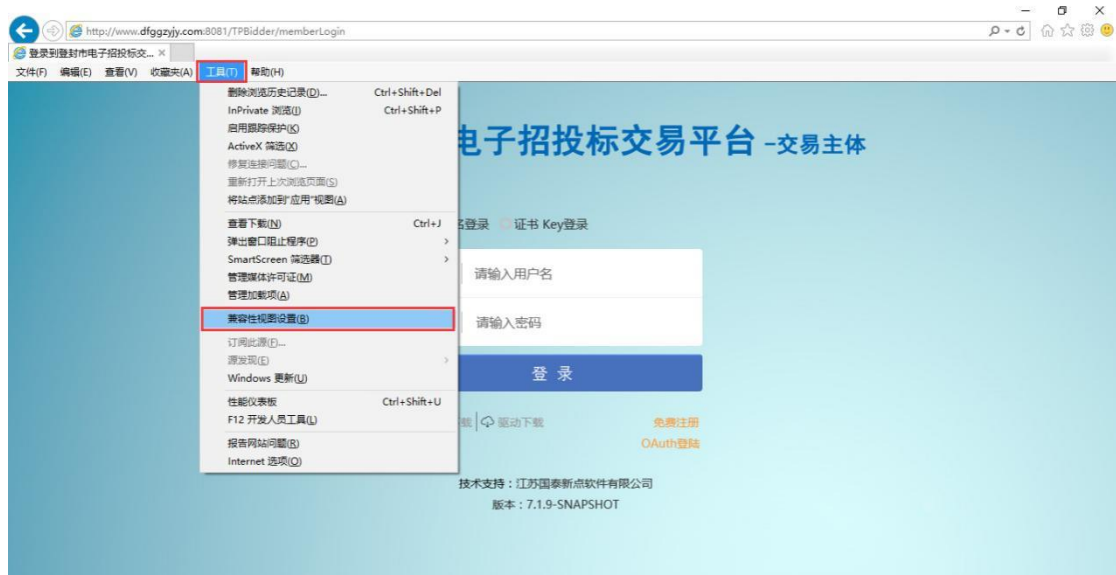 http://www.dfggzyjy.com:8081/TPBidder/memberLogin
登录到登封市电子招投标交... ×
文件(F) 编辑(E) 查看(V) 收藏夹(A) 工具(T) 帮助(H)
删除浏览历史记录(D)... Ctrl+Shift+Del
InPrivate 浏览(I) Ctrl+Shift+P
启用跟踪保护(K)
ActiveX 筛选(X)
修复连接问题(C)...
重新打开上次浏览页面(S)
将站点添加到“应用”视图(A)
查看下载(N) Ctrl+J
弹出窗口阻止程序(P)
SmartScreen 筛选器(T)
管理媒体许可证(M)
管理加载项(A)
兼容性视图设置(B)
订阅此源(F)...
源发现(E)
Windows 更新(U)
性能仪表板 Ctrl+Shift+U
F12 开发人员工具(L)
报告网站问题(R)
Internet 选项(O)
电子招投标交易平台 -交易主体
名登录 证书 Key登录
请输入用户名
请输入密码
登 录
载 驱动下载 免费注册
OAuth登陆
技术支持：江苏国泰新点软件有限公司
版本：7.1.9-SNAPSHOT